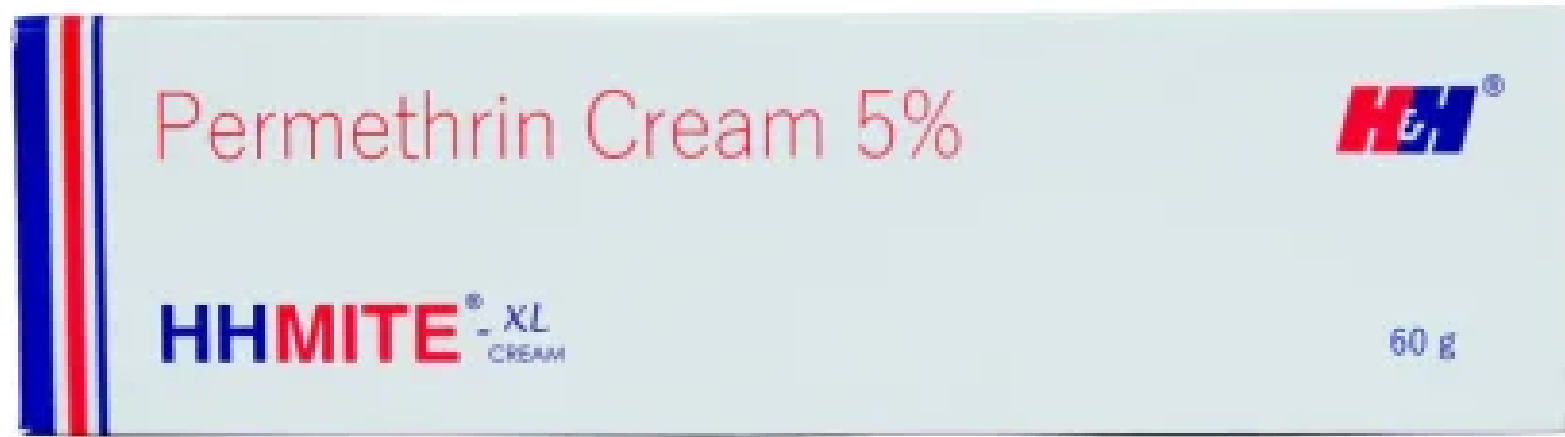 Permethrin Cream 5%
H&H®
HHMITE®- XL
CREAM
60 g